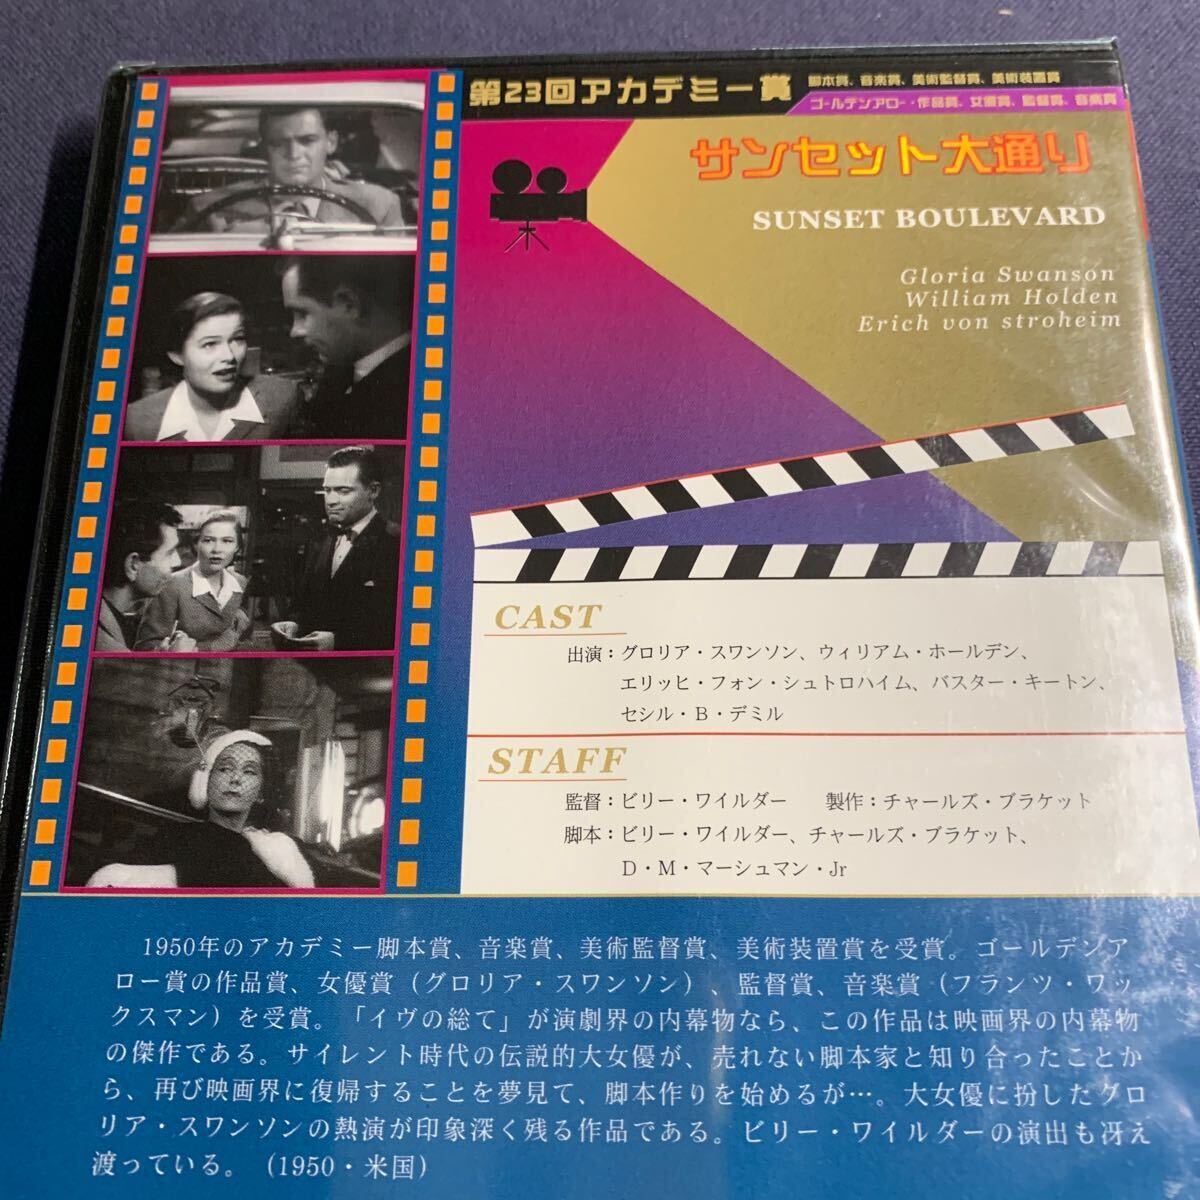 第23回アカデミー賞
脚本賞、音楽賞、美術監督賞、美術装置賞
ゴールデンアロー・作品賞、女優賞、監督賞、音楽賞
サンセット大通り
SUNSET BOULEVARD
Gloria Swanson
William Holden
Erich von stroheim
CAST
出演：グロリア・スワンソン、ウィリアム・ホールデン、
エリッヒ・フォン・シュトロハイム、バスター・キートン、
セシル・B・デミル
STAFF
監督：ビリー・ワイルダー　製作：チャールズ・ブラケット
脚本：ビリー・ワイルダー、チャールズ・ブラケット、
D・M・マーシュマン・Jr
1950年のアカデミー脚本賞、音楽賞、美術監督賞、美術装置賞を受賞。ゴールデンア
ロー賞の作品賞、女優賞（グロリア・スワンソン）、監督賞、音楽賞（フランツ・ワッ
クスマン）を受賞。「イヴの総て」が演劇界の内幕物なら、この作品は映画界の内幕物
の傑作である。サイレント時代の伝説的大女優が、売れない脚本家と知り合ったことか
ら、再び映画界に復帰することを夢見て、脚本作りを始めるが…。大女優に扮したグロ
リア・スワンソンの熱演が印象深く残る作品である。ビリー・ワイルダーの演出も冴え
渡っている。（1950・米国）